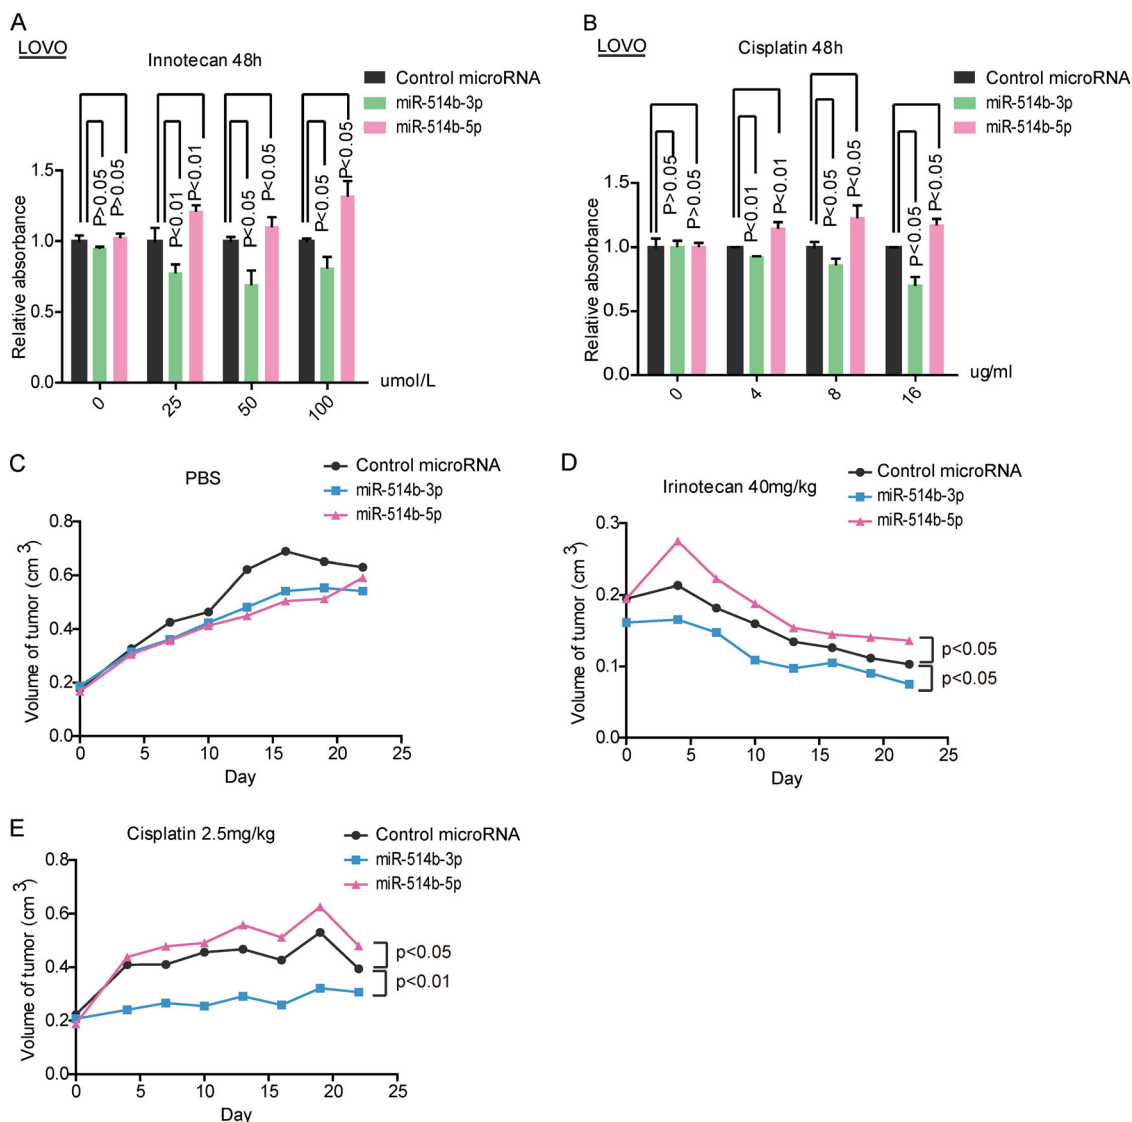 A
LOVO
Innotecan 48h
Control microRNA
miR-514b-3p
miR-514b-5p
Relative absorbance
1.5
1.0
0.5
0.0
P>0.05
P>0.05
P<0.01
P<0.01
P<0.05
P<0.05
P<0.05
P<0.05
0
25
50
100
umol/L
B
LOVO
Cisplatin 48h
Control microRNA
miR-514b-3p
miR-514b-5p
Relative absorbance
1.5
1.0
0.5
0.0
P>0.05
P>0.05
P<0.01
P<0.01
P<0.05
P<0.05
P<0.05
P<0.05
0
4
8
16
ug/ml
C
PBS
Control microRNA
miR-514b-3p
miR-514b-5p
Volume of tumor (cm 3)
0.8
0.6
0.4
0.2
0.0
0 5 10 15 20 25
Day
D
Irinotecan 40mg/kg
Control microRNA
miR-514b-3p
miR-514b-5p
Volume of tumor (cm 3)
0.3
0.2
0.1
0.0
p<0.05
p<0.05
0 5 10 15 20 25
Day
E
Cisplatin 2.5mg/kg
Control microRNA
miR-514b-3p
miR-514b-5p
Volume of tumor (cm 3)
0.8
0.6
0.4
0.2
0.0
p<0.05
p<0.01
0 5 10 15 20 25
Day